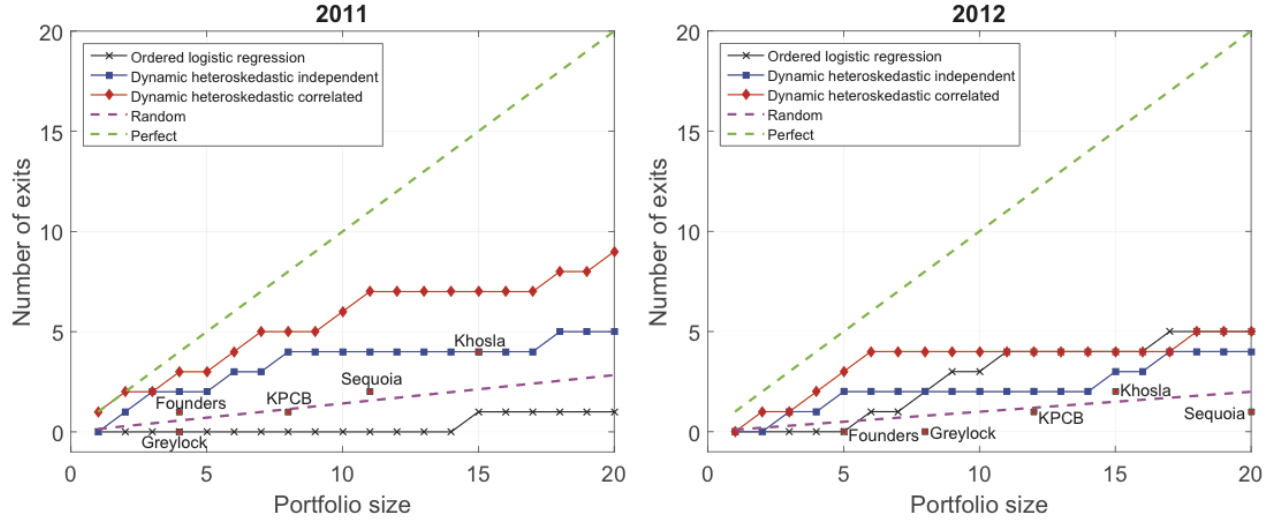 2011
20
15
10
5
0
Number of exits
Ordered logistic regression
Dynamic heteroskedastic independent
Dynamic heteroskedastic correlated
Random
Perfect
Khosla
Sequoia
KPCB
Founders
Greylock
0 5 10 15 20
Portfolio size
2012
20
15
10
5
0
Number of exits
Ordered logistic regression
Dynamic heteroskedastic independent
Dynamic heteroskedastic correlated
Random
Perfect
Khosla
Sequoia
KPCB
Founders
Greylock
0 5 10 15 20
Portfolio size